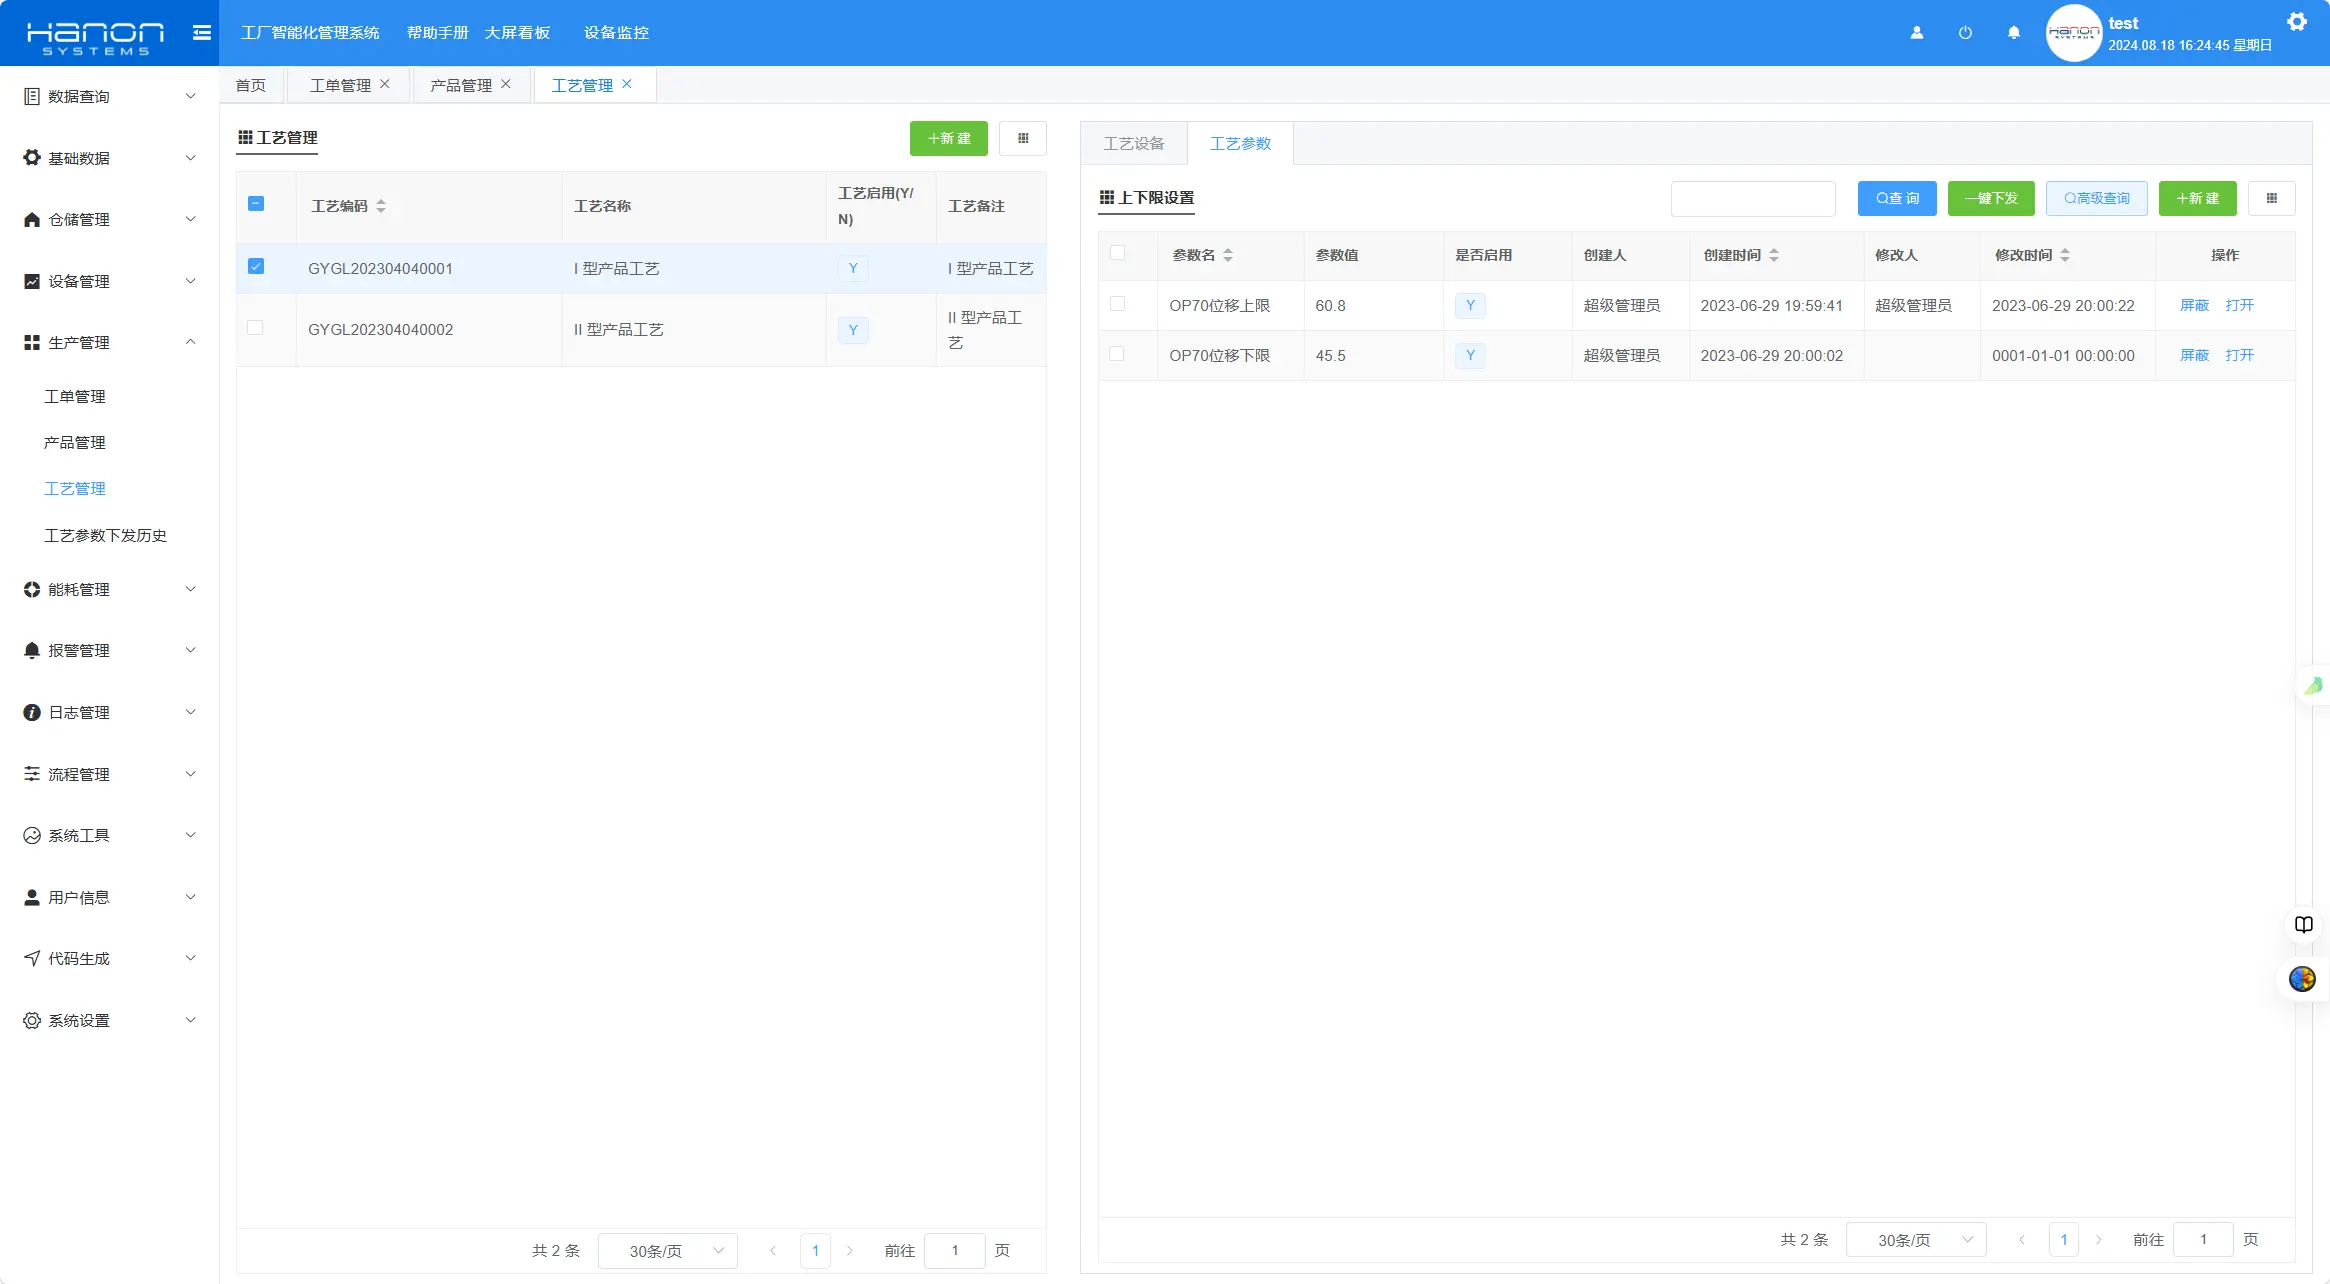 Hanon
SYSTEMS
工厂智能化管理系统 帮助手册 大屏看板 设备监控
test
2024.08.18 16:24:45 星期日
数据查询
基础数据
仓储管理
设备管理
生产管理
工单管理
产品管理
工艺管理
工艺参数下发历史
能耗管理
报警管理
日志管理
流程管理
系统工具
用户信息
代码生成
系统设置
首页 工单管理 产品管理 工艺管理
工艺管理
+新 建
工艺编码 工艺名称 工艺启用(Y/
N) 工艺备注
GYGL202304040001 I 型产品工艺 Y I 型产品工艺
GYGL202304040002 II 型产品工艺 Y II 型产品工
艺
共 2 条 30条/页 1 前往 1 页
工艺设备 工艺参数
上下限设置
查 询 一键下发 高级查询 +新 建
参数名 参数值 是否启用 创建人 创建时间 修改人 修改时间 操作
OP70位移上限 60.8 Y 超级管理员 2023-06-29 19:59:41 超级管理员 2023-06-29 20:00:22 屏蔽 打开
OP70位移下限 45.5 Y 超级管理员 2023-06-29 20:00:02 0001-01-01 00:00:00 屏蔽 打开
共 2 条 30条/页 1 前往 1 页